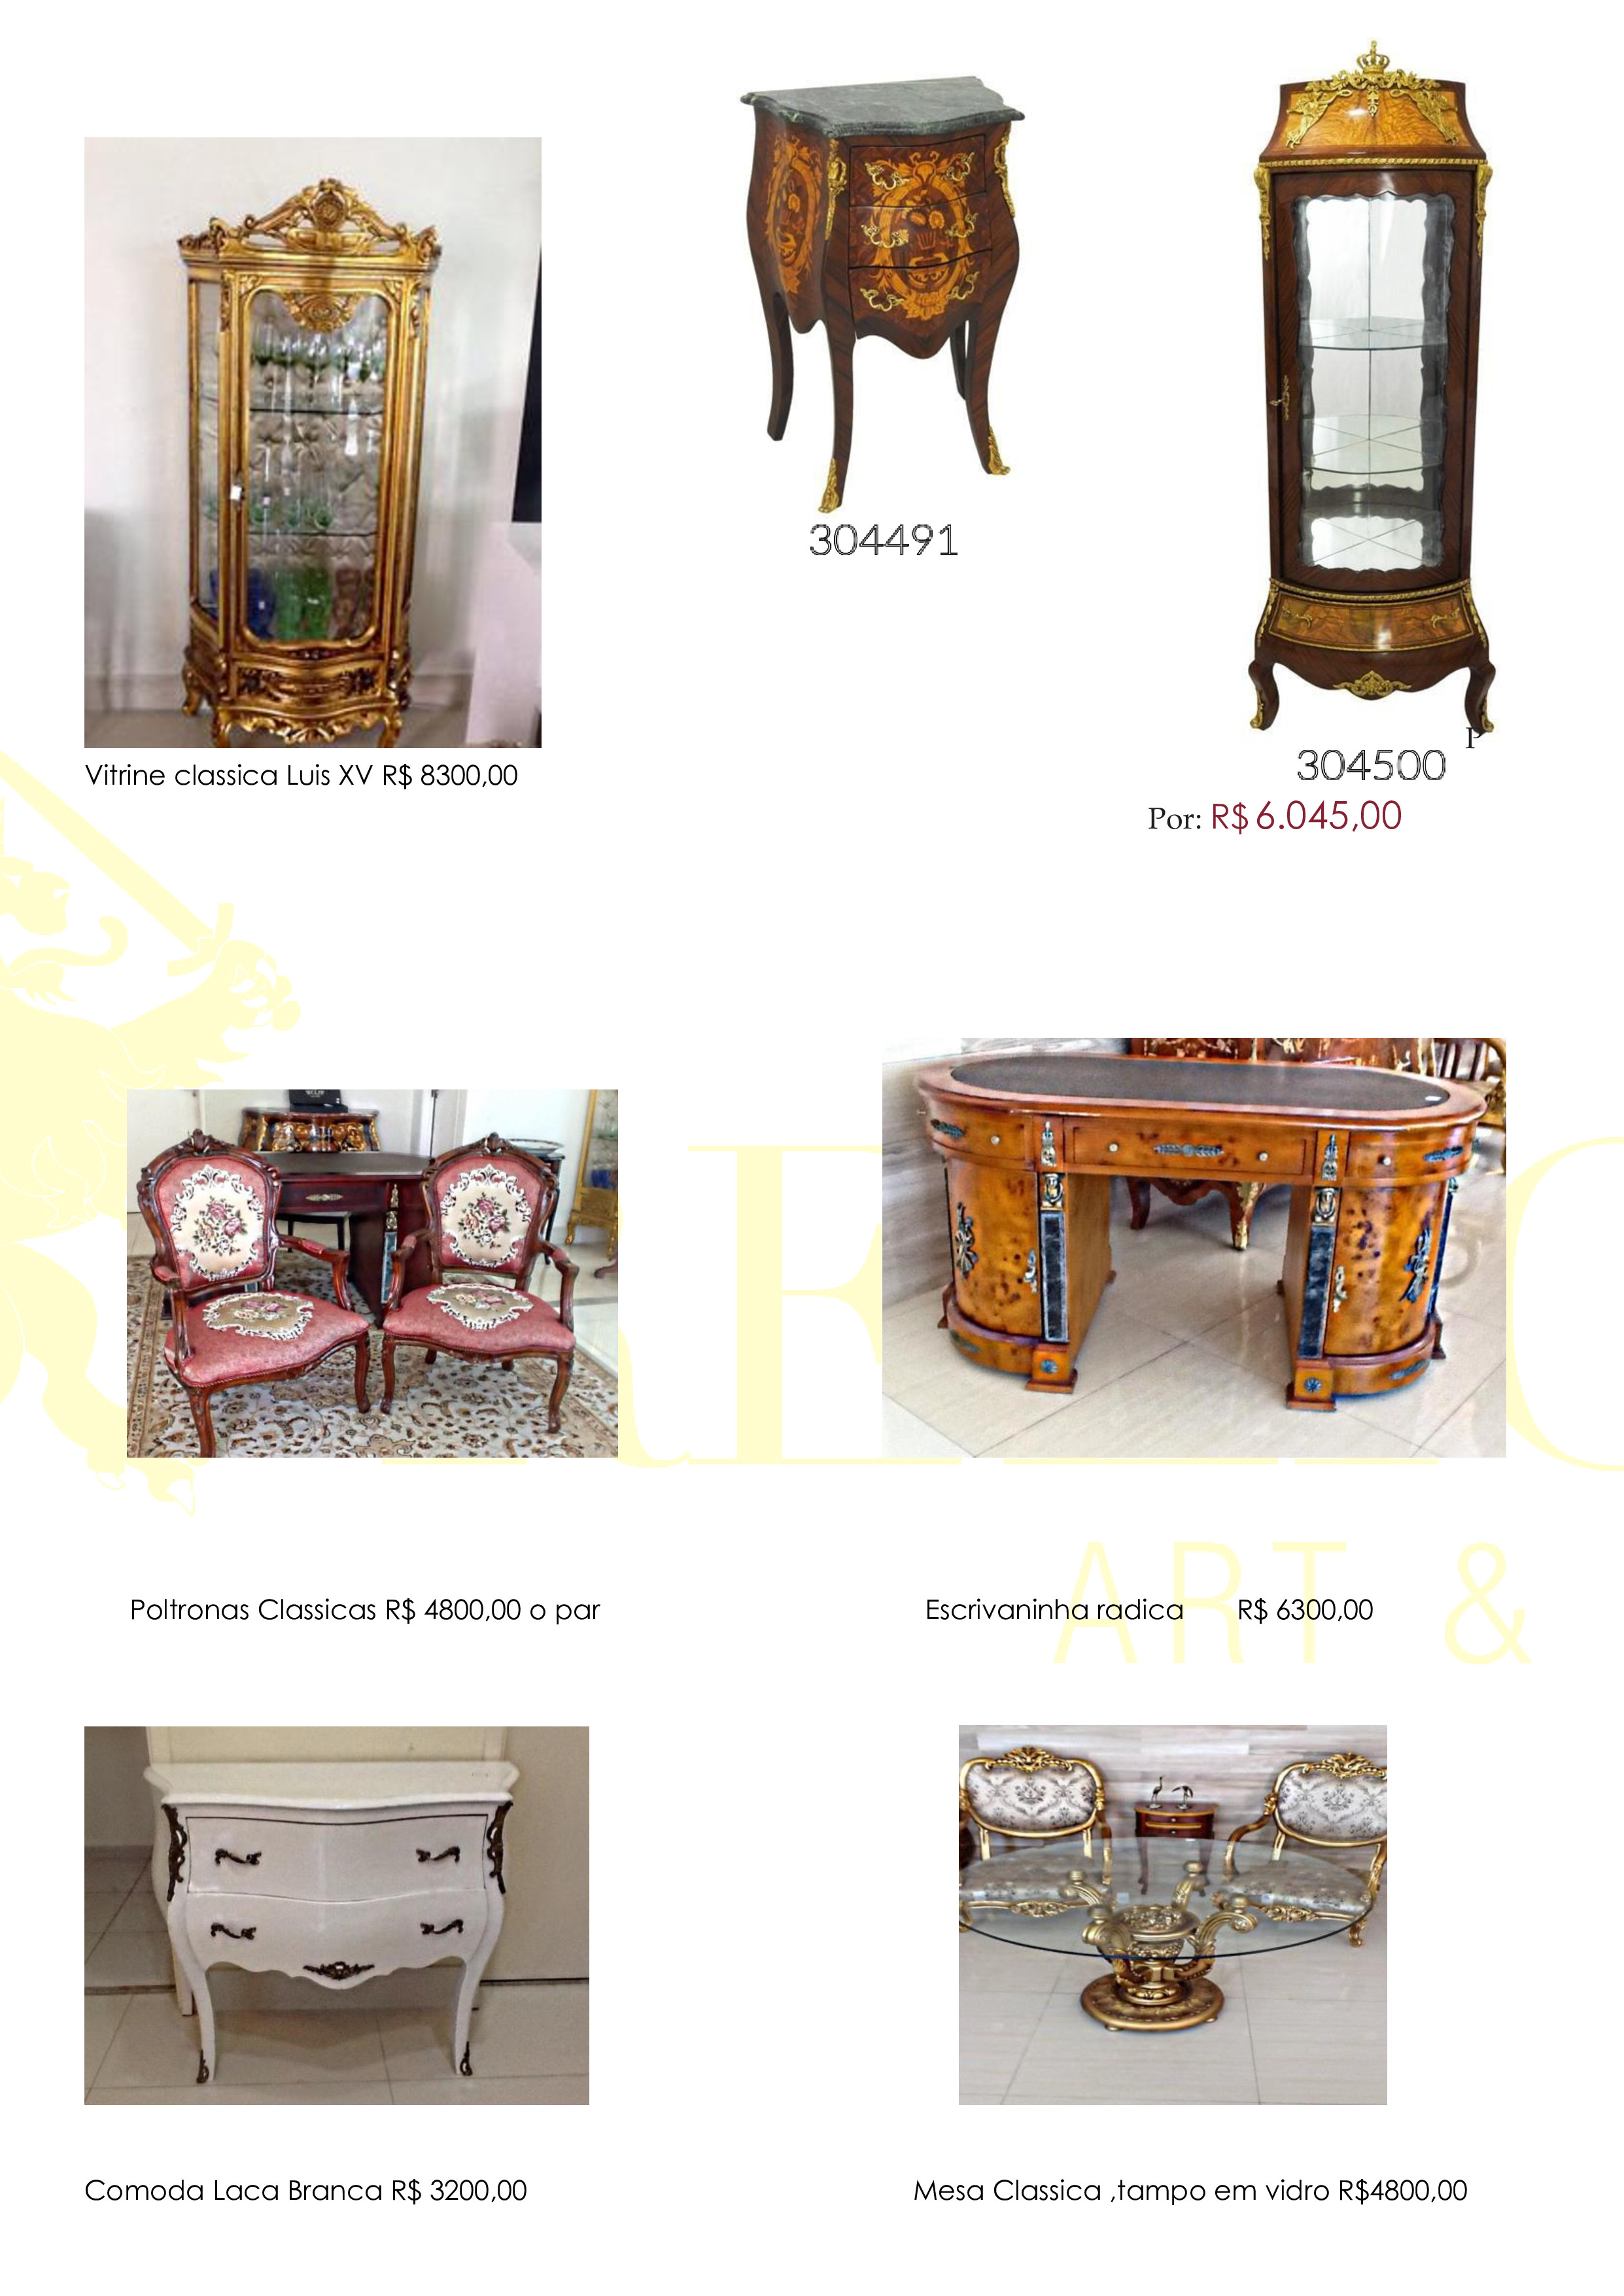 304491
P
304500
Vitrine classica Luis XV R$ 8300,00
Por: R$ 6.045,00
ART &
Poltronas Classicas R$ 4800,00 o par
Escrivaninha radica R$ 6300,00
Comoda Laca Branca R$ 3200,00
Mesa Classica ,tampo em vidro R$4800,00